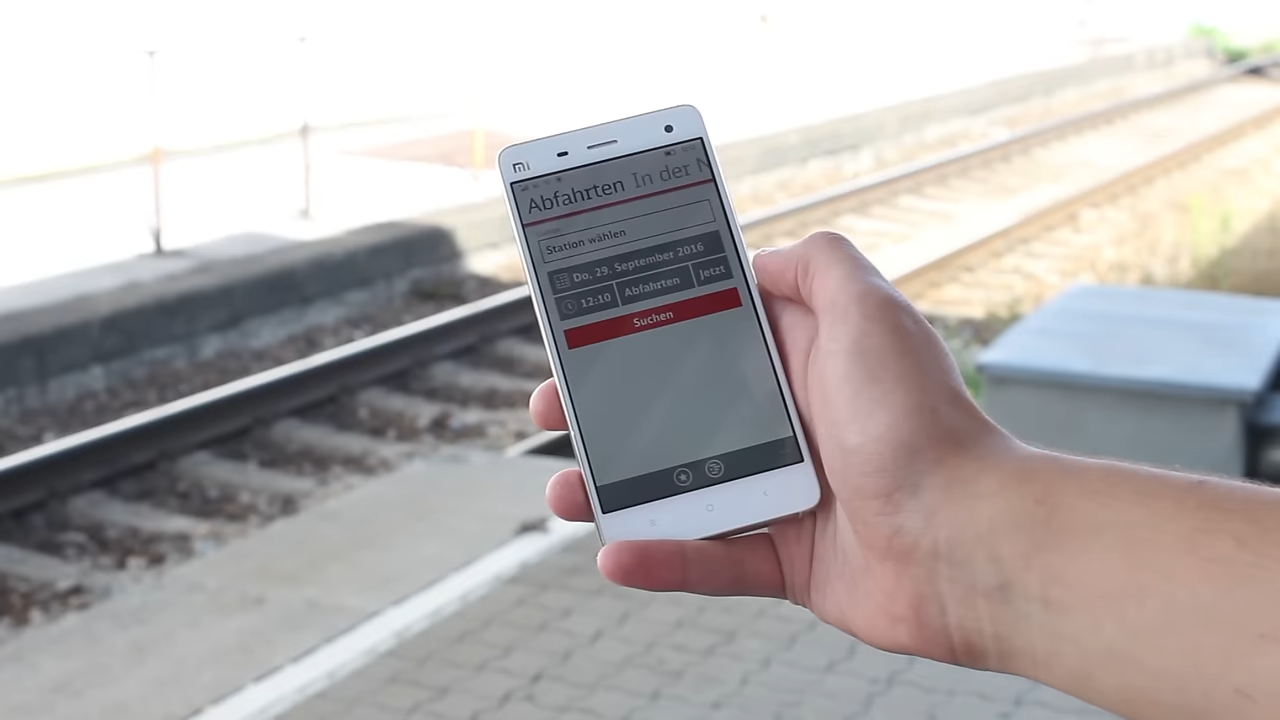 mi
Abfahrten In der N
Station wählen
Do, 29. September 2016
12:10 Abfahrten Jetzt
Suchen